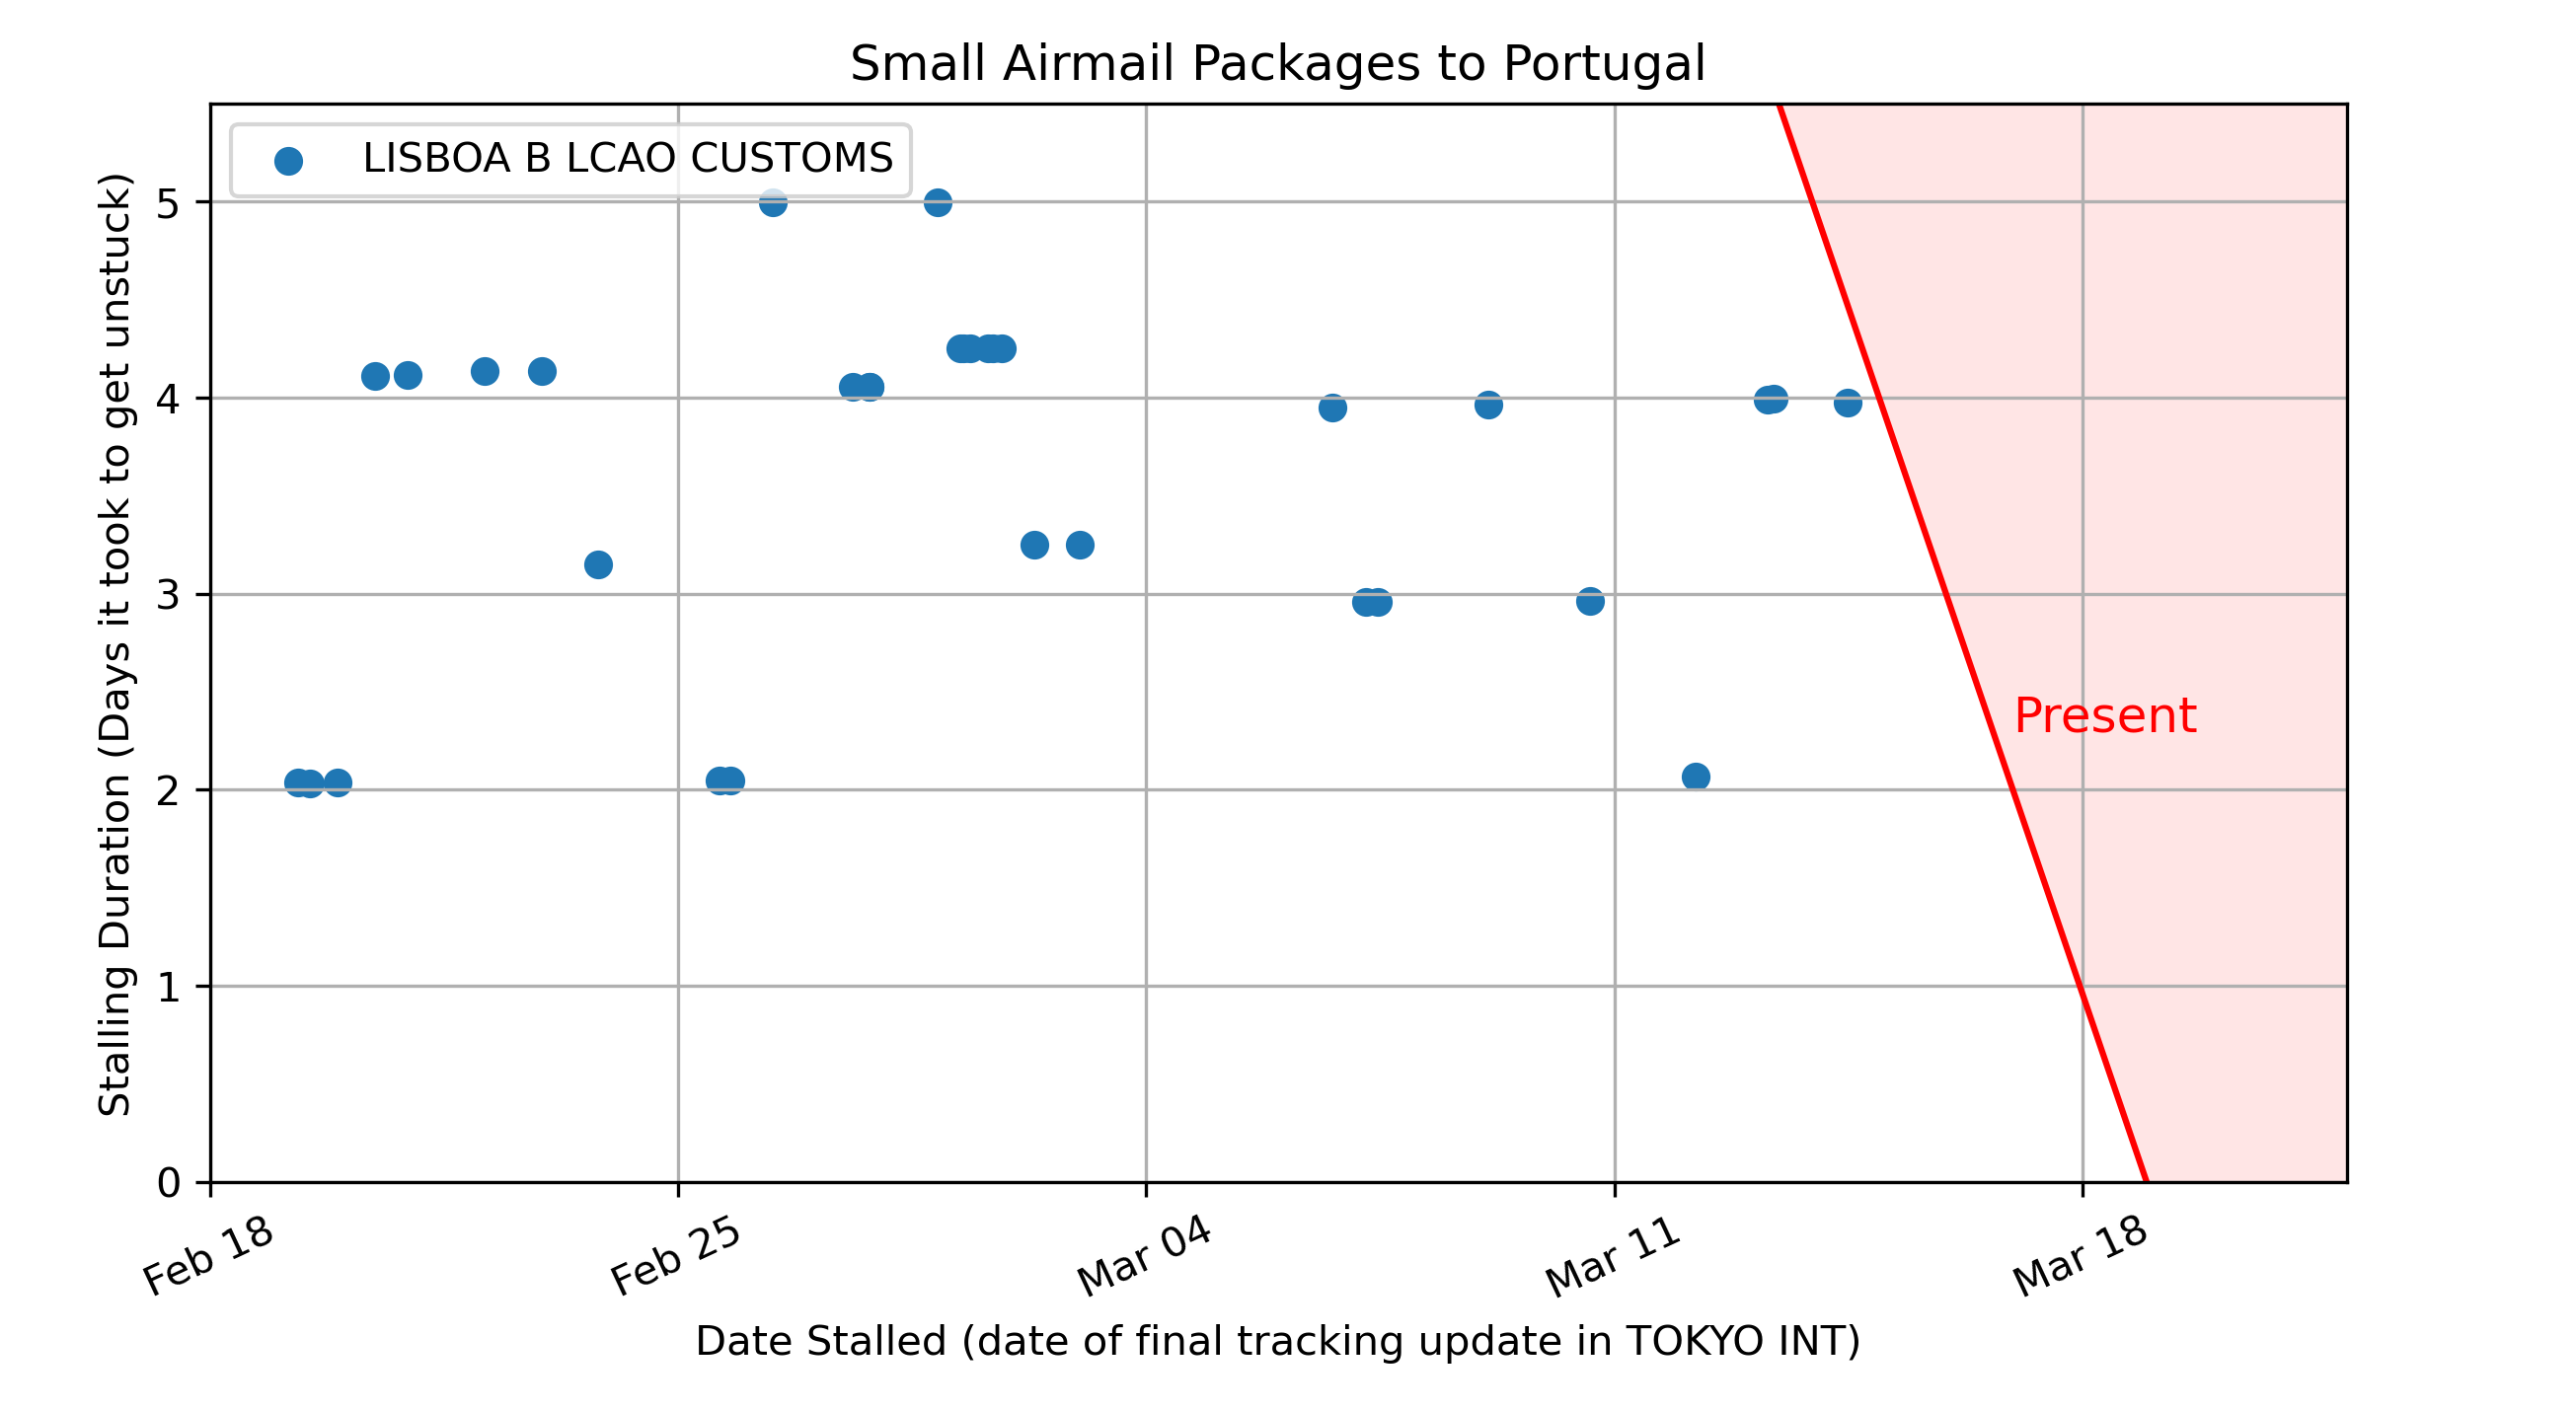 Small Airmail Packages to Portugal
LISBOA B LCAO CUSTOMS
Stalling Duration (Days it took to get unstuck)
5
4
3
2
1
0
Present
Feb 18
Feb 25
Mar 04
Mar 11
Mar 18
Date Stalled (date of final tracking update in TOKYO INT)